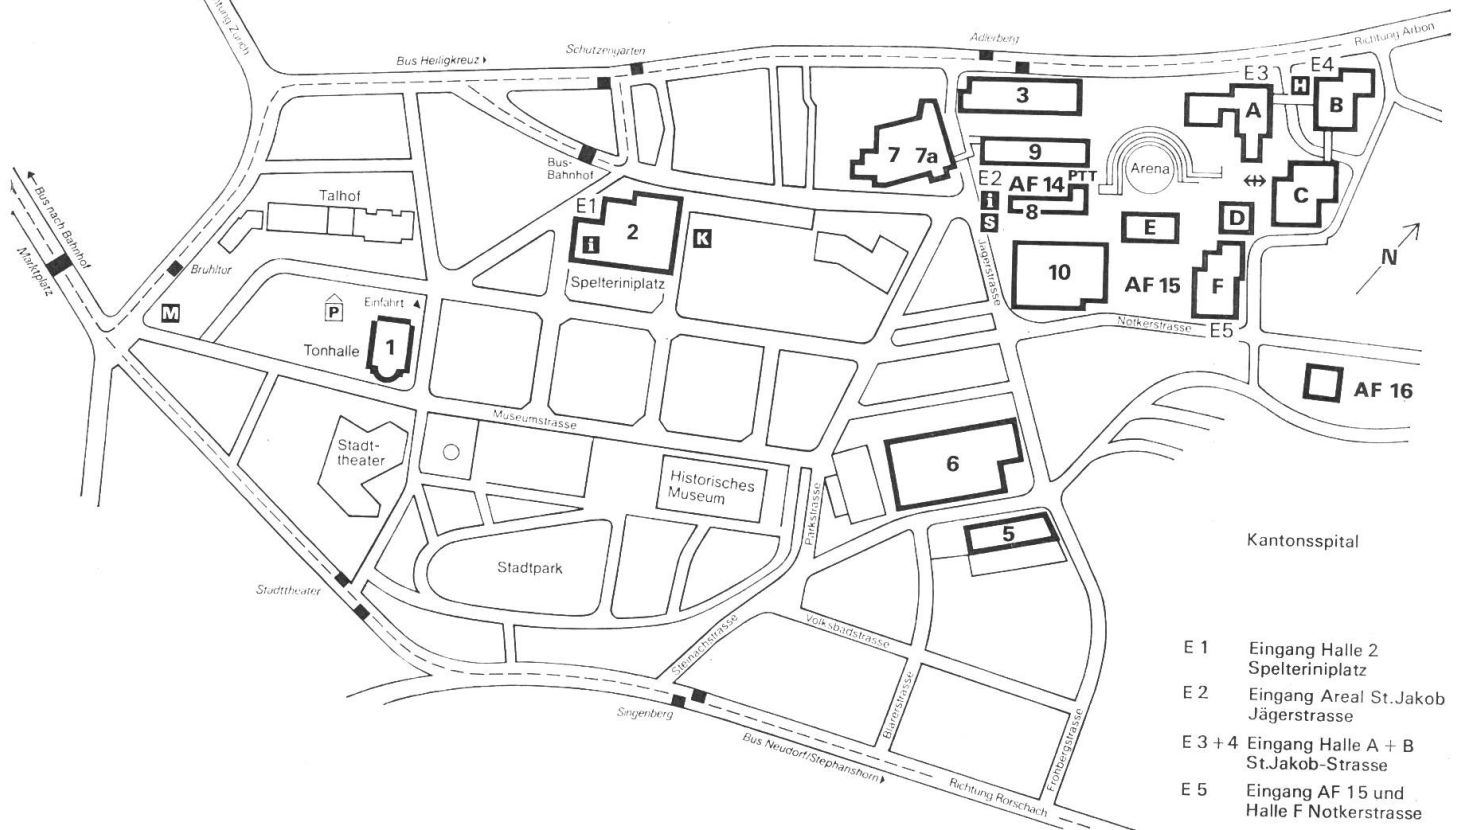 Richtung Zürich
Bus Heiligkreuz
Schützengarten
Adlerberg
Richtung Arbon
E3
E4
H
A
B
3
7 7a
9
Arena
E2
AF 14
PTT
i
S
8
C
D
E
F
10
AF 15
Jägerstrasse
Notkerstrasse
E5
N
AF 16
Bus-
Bahnhof
Talhof
E1
i
2
K
Spelteriniplatz
Bus nach Bahnhof
Marktplatz
Brühltor
M
P
Einfahrt
Tonhalle
1
Museumstrasse
Stadt-
theater
Historisches
Museum
Parkstrasse
6
5
Kantonsspital
Stadtpark
Stadttheater
Steinachstrasse
Volksbadstrasse
Blarerstrasse
Frohbergstrasse
Singenberg
Bus Neudorf/Stephanshorn
Richtung Rorschach
E 1 Eingang Halle 2
Spelteriniplatz
E 2 Eingang Areal St.Jakob
Jägerstrasse
E 3+4 Eingang Halle A + B
St.Jakob-Strasse
E 5 Eingang AF 15 und
Halle F Notkerstrasse